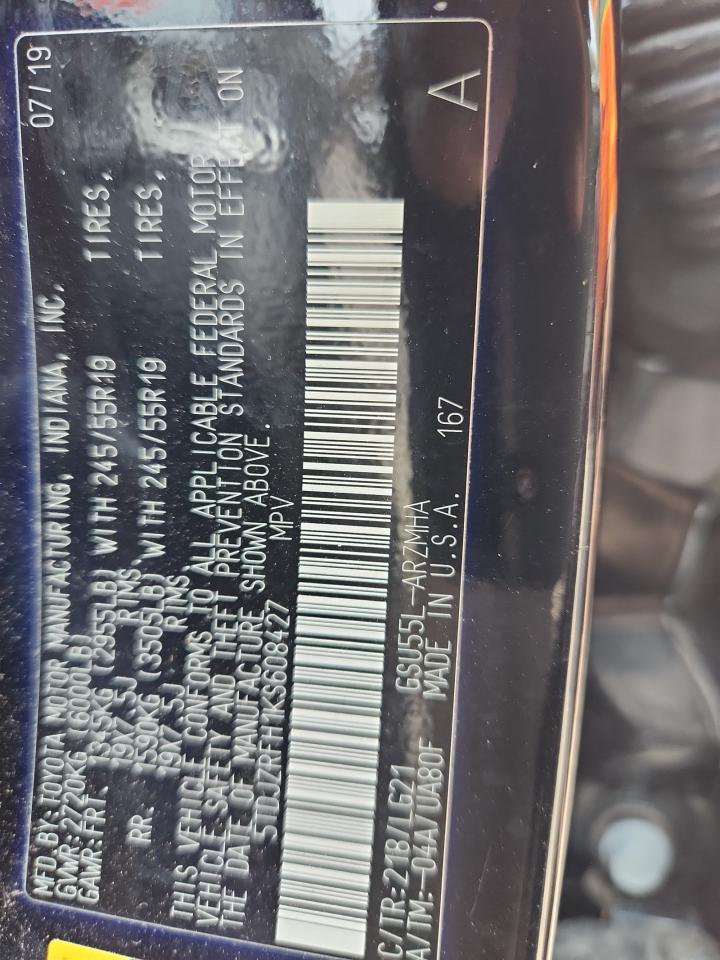 MFD BY: TOYOTA MOTOR MANUFACTURING, INDIANA, INC. 07/19
GVWR: 2720KG (6000LB)
GAWR: FRT. 1345KG (2955LB) WITH 245/55R19 TIRES,
19X7.5J RIMS,
RR. 1590KG (3505LB) WITH 245/55R19 TIRES,
19X7.5J RIMS
THIS VEHICLE CONFORMS TO ALL APPLICABLE FEDERAL MOTOR
VEHICLE SAFETY AND THEFT PREVENTION STANDARDS IN EFFECT ON
THE DATE OF MANUFACTURE SHOWN ABOVE.
5TDJZRFH1KS608427 MPV
C/TR: 218/LG21 GSU55L-ARZMHA
A/TM: -04A/UA80F MADE IN U.S.A. 167 A